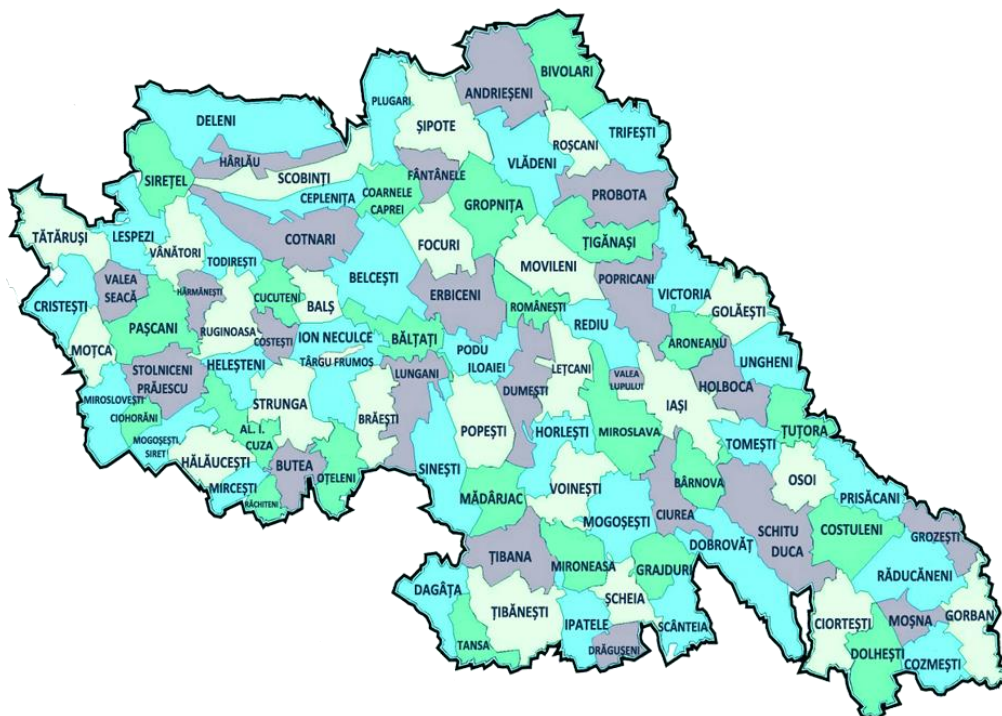 BIVOLARI
ANDRIEȘENI
PLUGARI
DELENI
ȘIPOTE
TRIFEȘTI
ROȘCANI
VLĂDENI
HÂRLĂU
SCOBINȚI
FÂNTÂNELE
SIREȚEL
PROBOTA
CEPLENIȚA
COARNELE
CAPREI
GROPNIȚA
TĂTĂRUȘI
LESPEZI
COTNARI
FOCURI
ȚIGĂNAȘI
VÂNĂTORI
TODIREȘTI
MOVILENI
BELCEȘTI
POPRICANI
VALEA
SEACĂ
HĂRMĂNEȘTI
CUCUTENI
ERBICENI
VICTORIA
CRISTEȘTI
BALȘ
ROMÂNEȘTI
GOLĂEȘTI
PAȘCANI
RUGINOASA
COSTEȘTI
ION NECULCE
BĂLȚAȚI
REDIU
ARONEANU
MOȚCA
PODU
ILOAIEI
TÂRGU FRUMOS
STOLNICENI
PRĂJESCU
HELEȘTENI
LUNGANI
LEȚCANI
UNGHENI
VALEA
LUPULUI
HOLBOCA
DUMEȘTI
MIROSLOVEȘTI
STRUNGA
IAȘI
CIOHORĂNI
BRĂEȘTI
POPEȘTI
HORLEȘTI
MIROSLAVA
ȚUTORA
AL. I.
CUZA
MOGOȘEȘTI,
SIRET
TOMEȘTI
HĂLĂUCEȘTI
BUTEA
OȚELENI
SINEȘTI
OSOI
MIRCEȘTI
VOINEȘTI
BÂRNOVA
RĂCHITENI
MĂDÂRJAC
PRISĂCANI
MOGOȘEȘTI
CIUREA
SCHITU
DUCA
COSTULENI
GROZEȘTI
DOBROVĂȚ
ȚIBANA
MIRONEASA
GRAJDURI
RĂDUCĂNENI
DAGÂȚA
ȘCHEIA
ȚIBĂNEȘTI
IPATELE
SCÂNTEIA
CIORTEȘTI
MOȘNA
GORBAN
TANSA
DRĂGUȘENI
DOLHEȘTI
COZMEȘTI